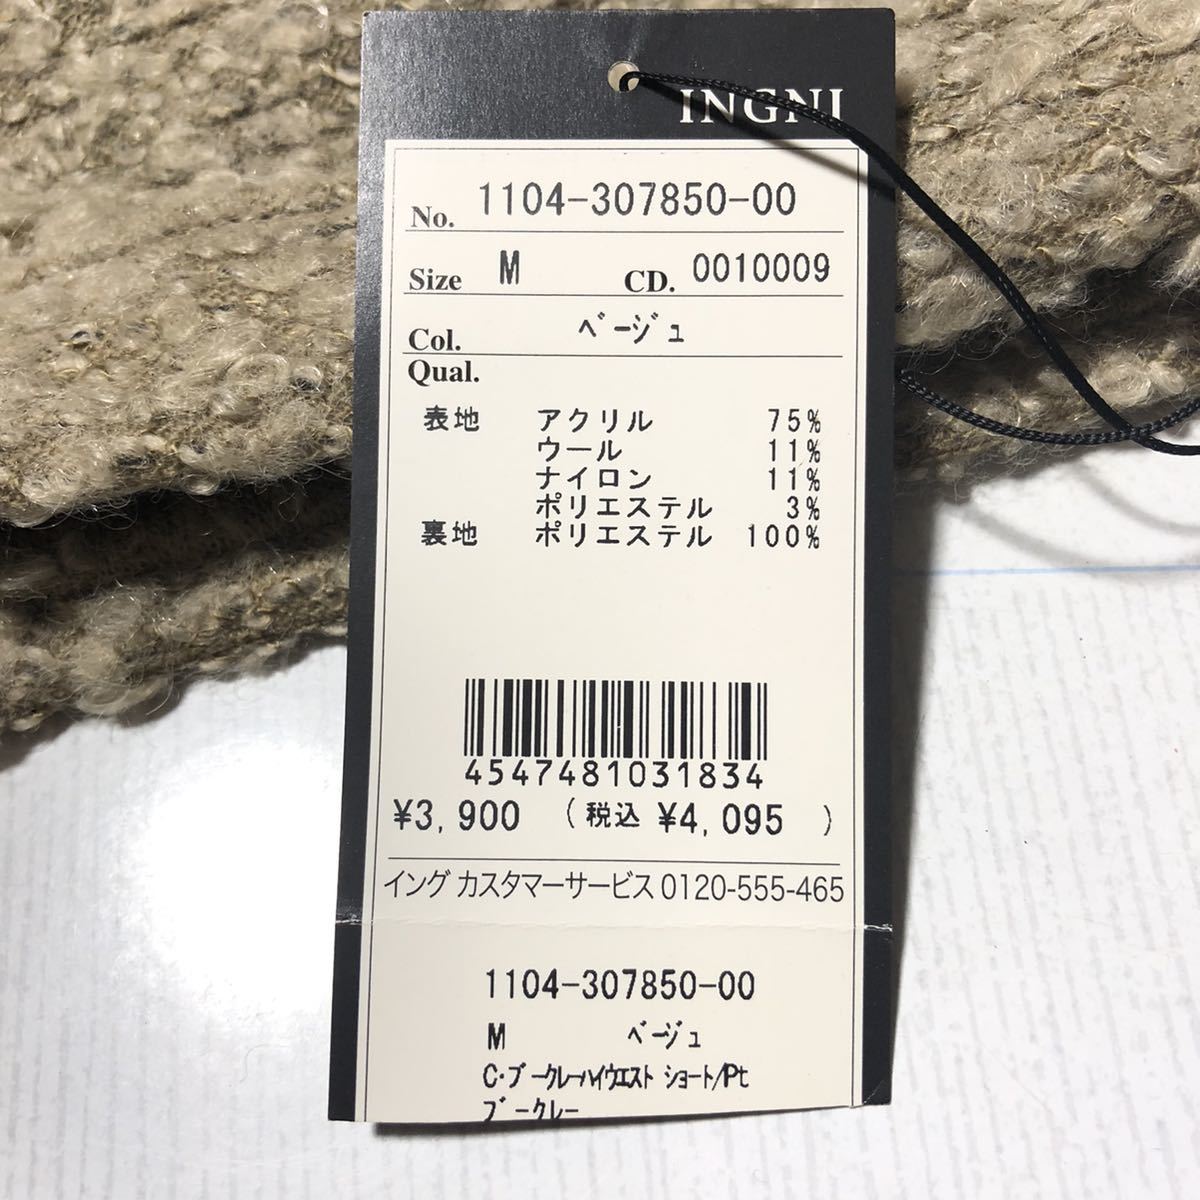 INGNI
No. 1104-307850-00
Size M CD. 0010009
Col. ベージュ
Qual.
表地 アクリル 75%
ウール 11%
ナイロン 11%
ポリエステル 3%
裏地 ポリエステル 100%
4547481031834
¥3,900 (税込 ¥4,095 )
イング カスタマーサービス 0120-555-465
1104-307850-00
M ベージュ
C・ブークレーハイウエスト ショート/Pt
ブークレー